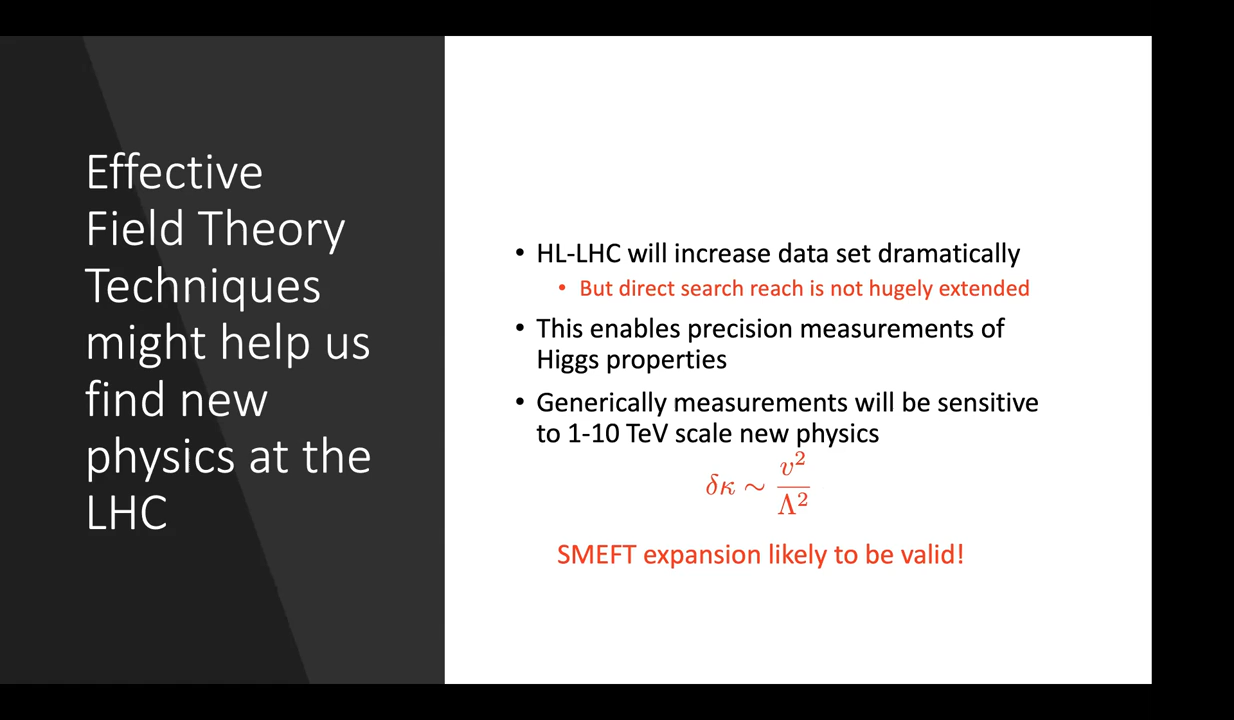 Effective
Field Theory
Techniques
might help us
find new
physics at the
LHC
• HL-LHC will increase data set dramatically
• But direct search reach is not hugely extended
• This enables precision measurements of
Higgs properties
• Generically measurements will be sensitive
to 1-10 TeV scale new physics
δκ ∼ v²/Λ²
SMEFT expansion likely to be valid!